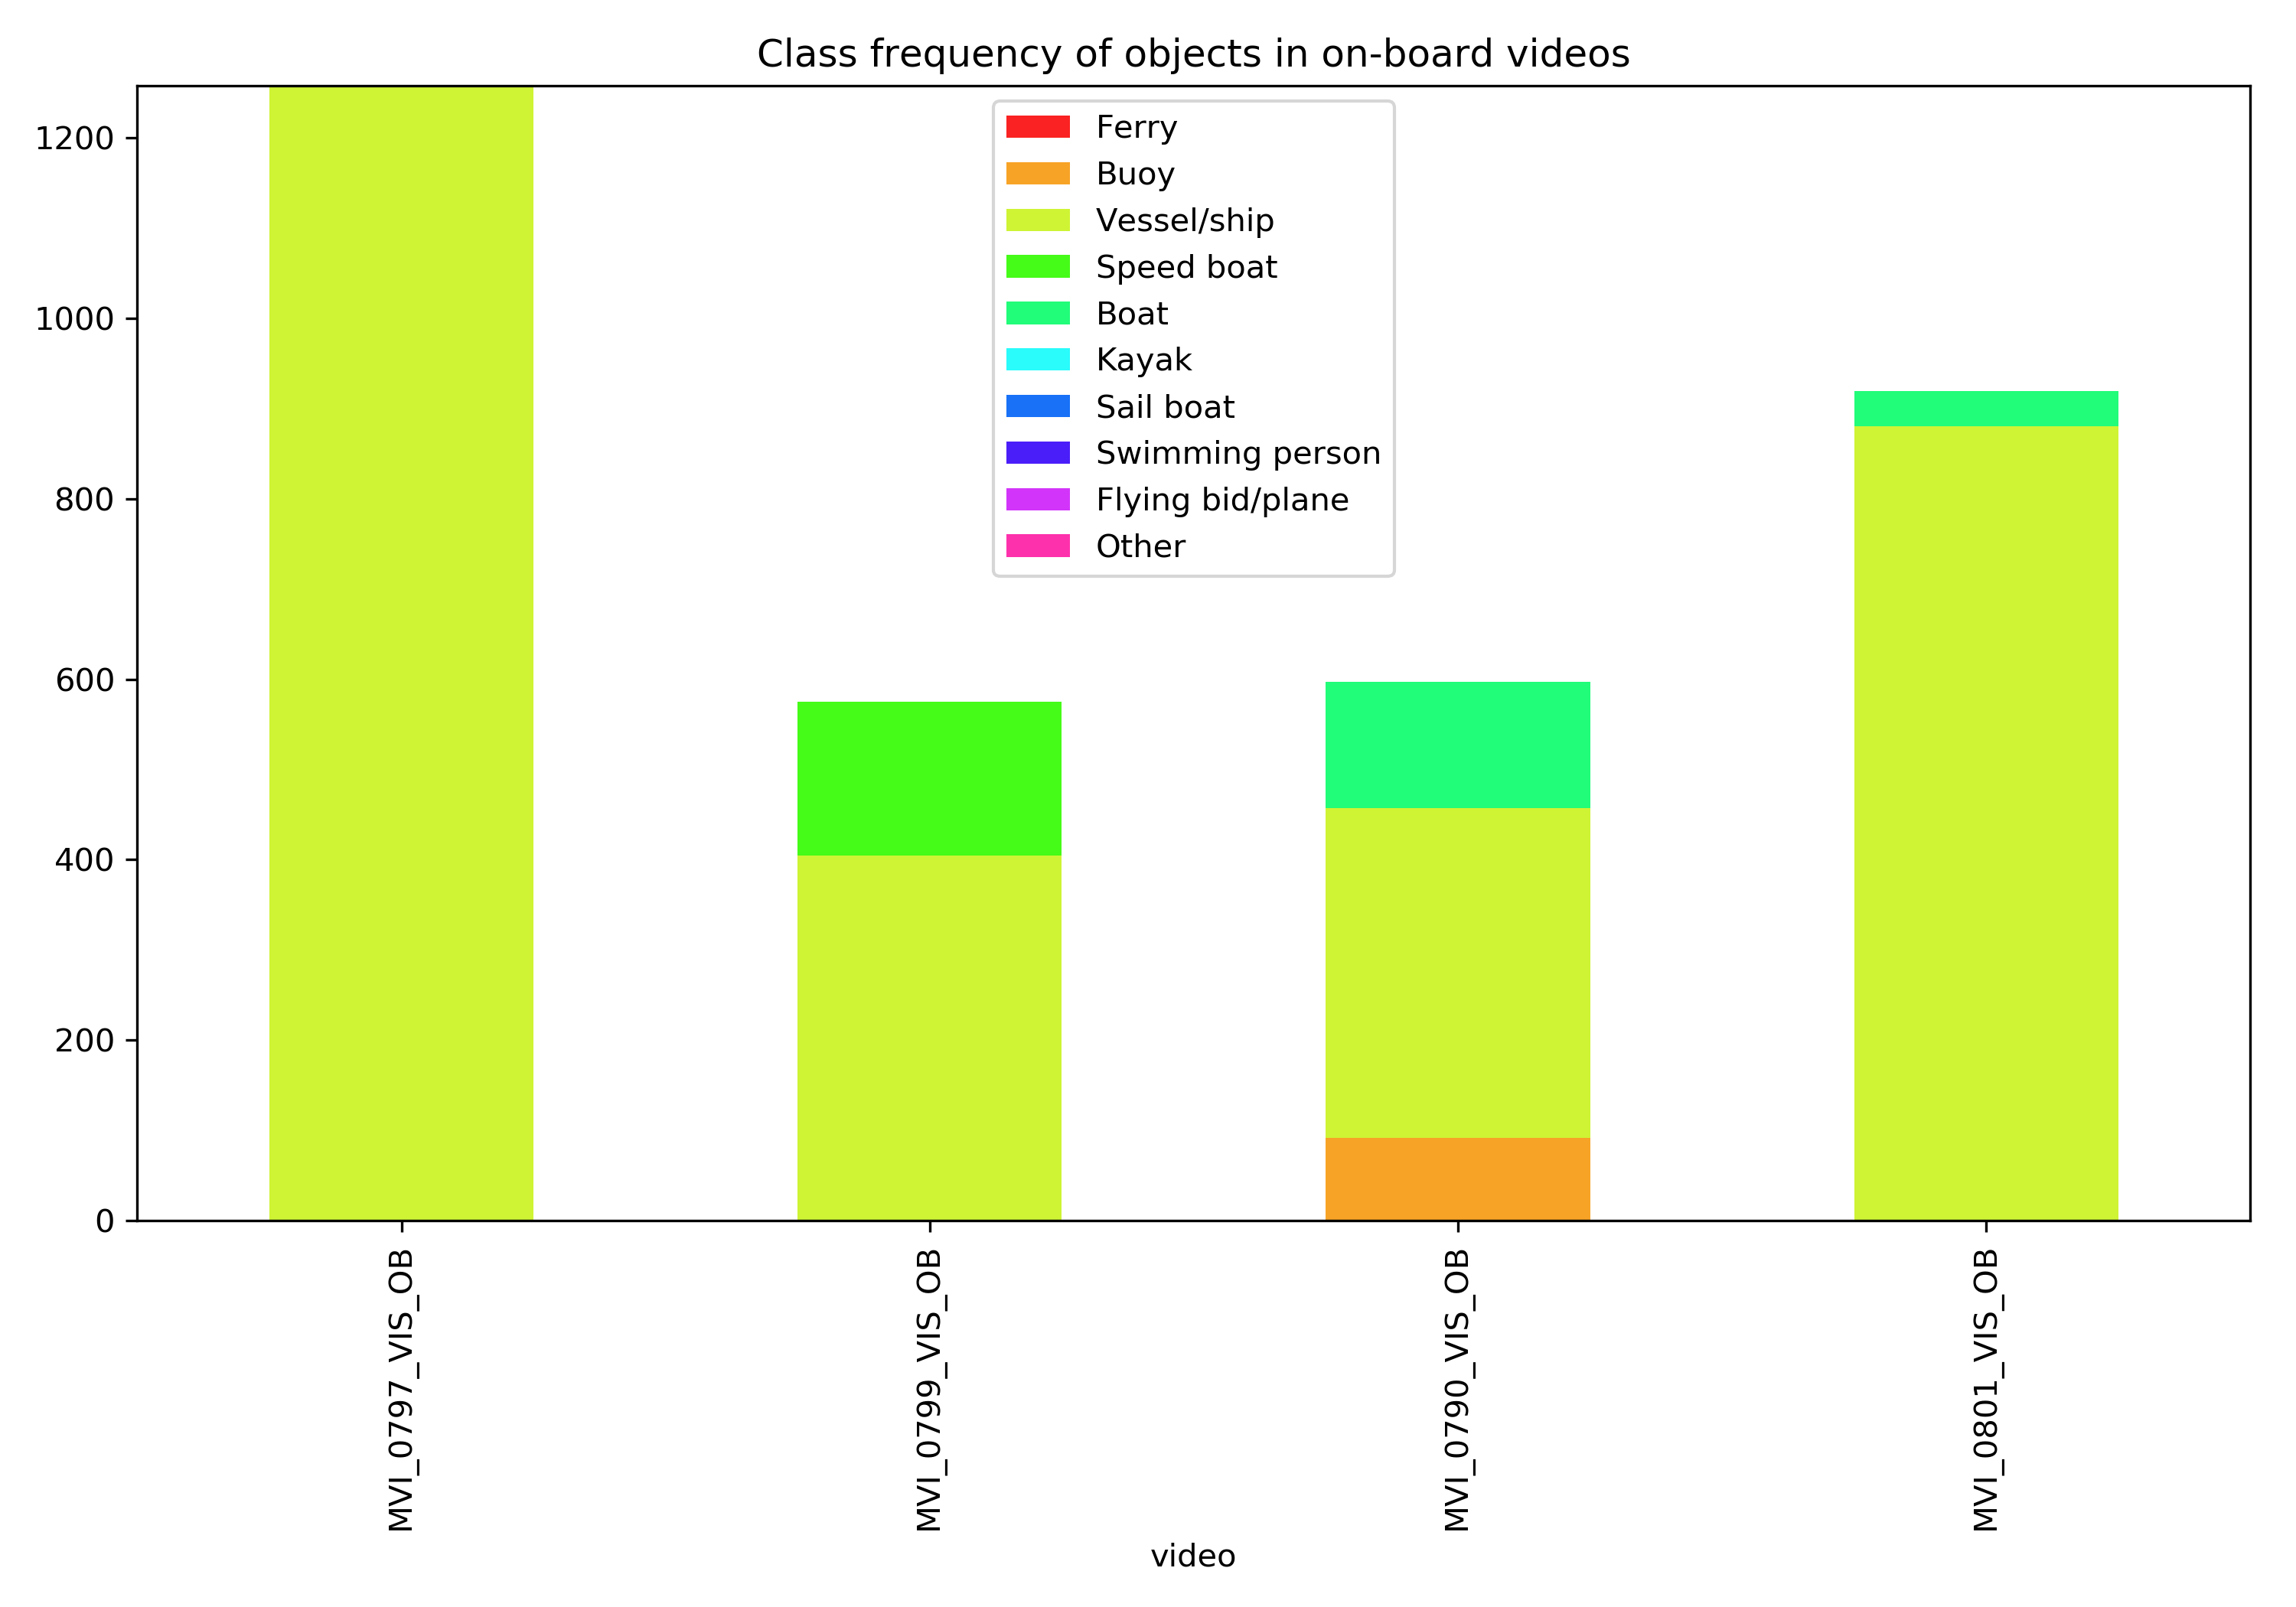 Class frequency of objects in on-board videos
1200
1000
800
600
400
200
0
Ferry
Buoy
Vessel/ship
Speed boat
Boat
Kayak
Sail boat
Swimming person
Flying bid/plane
Other
MVI_0797_VIS_OB
MVI_0799_VIS_OB
MVI_0790_VIS_OB
MVI_0801_VIS_OB
video